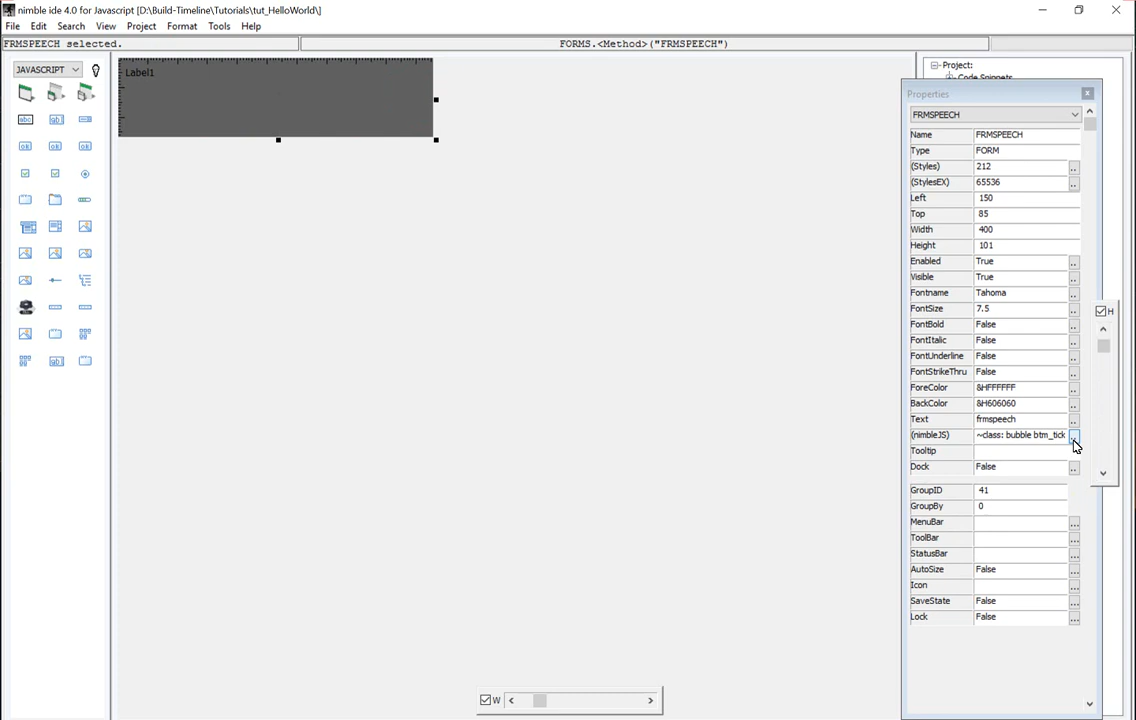 nimble ide 4.0 for Javascript [D:\Build-Timeline\Tutorials\tut_HelloWorld\]
File Edit Search View Project Format Tools Help
FRMSPEECH selected. FORMS.<Method>("FRMSPEECH")
JAVASCRIPT
Label1
Project:
Code Snippets
Properties
FRMSPEECH
Name FRMSPEECH
Type FORM
(Styles) 212 ..
(StylesEX) 65536 ..
Left 150
Top 85
Width 400
Height 101
Enabled True ..
Visible True ..
Fontname Tahoma ..
FontSize 7.5 ..
FontBold False ..
FontItalic False ..
FontUnderline False ..
FontStrikeThru False ..
ForeColor &HFFFFFF ..
BackColor &H606060 ..
Text frmspeech ..
(nimbleJS) ~class: bubble btm_tick ..
Tooltip
Dock False ..
GroupID 41
GroupBy 0
MenuBar ...
ToolBar ...
StatusBar ...
AutoSize False ...
Icon ...
SaveState False ...
Lock False ...
H
W